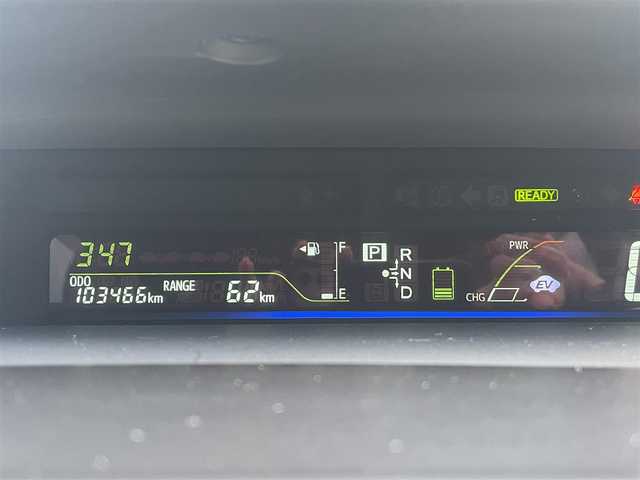 READY
347
ODO
103466km
RANGE
62km
F
E
P
R
N
D
PWR
CHG
EV